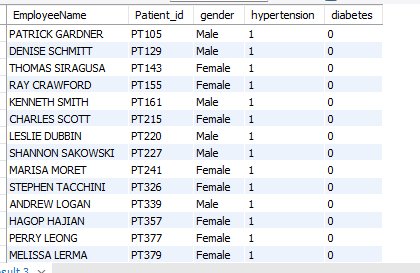 EmployeeName Patient_id gender hypertension diabetes
PATRICK GARDNER PT105 Male 1 0
DENISE SCHMITT PT129 Male 1 0
THOMAS SIRAGUSA PT143 Female 1 0
RAY CRAWFORD PT155 Female 1 0
KENNETH SMITH PT161 Male 1 0
CHARLES SCOTT PT215 Female 1 0
LESLIE DUBBIN PT220 Male 1 0
SHANNON SAKOWSKI PT227 Male 1 0
MARISA MORET PT241 Female 1 0
STEPHEN TACCHINI PT326 Female 1 0
ANDREW LOGAN PT339 Male 1 0
HAGOP HAJIAN PT357 Female 1 0
PERRY LEONG PT377 Female 1 0
MELISSA LERMA PT379 Female 1 0